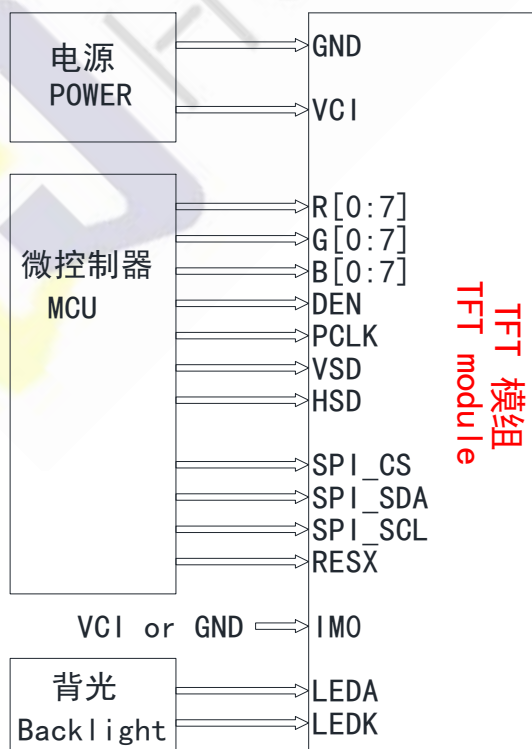 电源
POWER
GND
VCI
微控制器
MCU
R[0:7]
G[0:7]
B[0:7]
DEN
PCLK
VSD
HSD
SPI_CS
SPI_SDA
SPI_SCL
RESX
VCI or GND
IM0
背光
Backlight
LEDA
LEDK
TFT 模组
TFT module